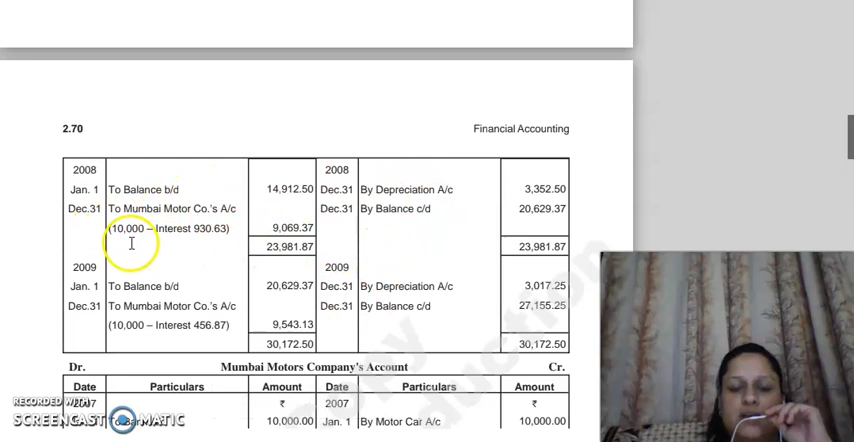 2.70 Financial Accounting
2008 2008
Jan. 1 To Balance b/d 14,912.50 Dec.31 By Depreciation A/c 3,352.50
Dec.31 To Mumbai Motor Co.'s A/c Dec.31 By Balance c/d 20,629.37
(10,000 – Interest 930.63) 9,069.37
23,981.87 23,981.87
2009 2009
Jan. 1 To Balance b/d 20,629.37 Dec.31 By Depreciation A/c 3,017.25
Dec.31 To Mumbai Motor Co.'s A/c Dec.31 By Balance c/d 27,155.25
(10,000 – Interest 456.87) 9,543.13
30,172.50 30,172.50
Dr. Mumbai Motors Company's Account Cr.
Date Particulars Amount Date Particulars Amount
2007 ₹ 2007 ₹
10,000.00 Jan. 1 By Motor Car A/c 10,000.00
RECORDED WITH
SCREENCAST MATIC